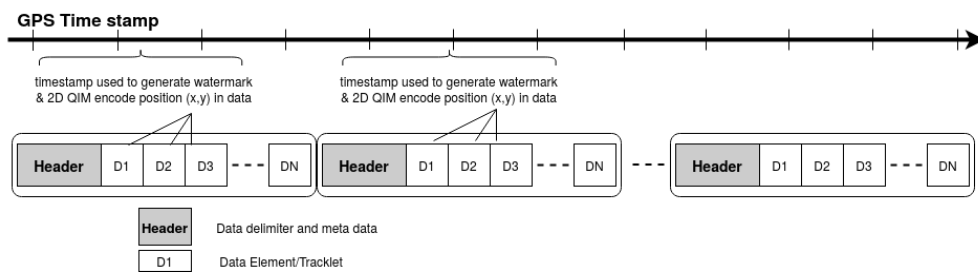 GPS Time stamp
timestamp used to generate watermark
& 2D QIM encode position (x,y) in data
timestamp used to generate watermark
& 2D QIM encode position (x,y) in data
Header D1 D2 D3 DN Header D1 D2 D3 DN Header D1 D2 D3 DN
Header Data delimiter and meta data
D1 Data Element/Tracklet